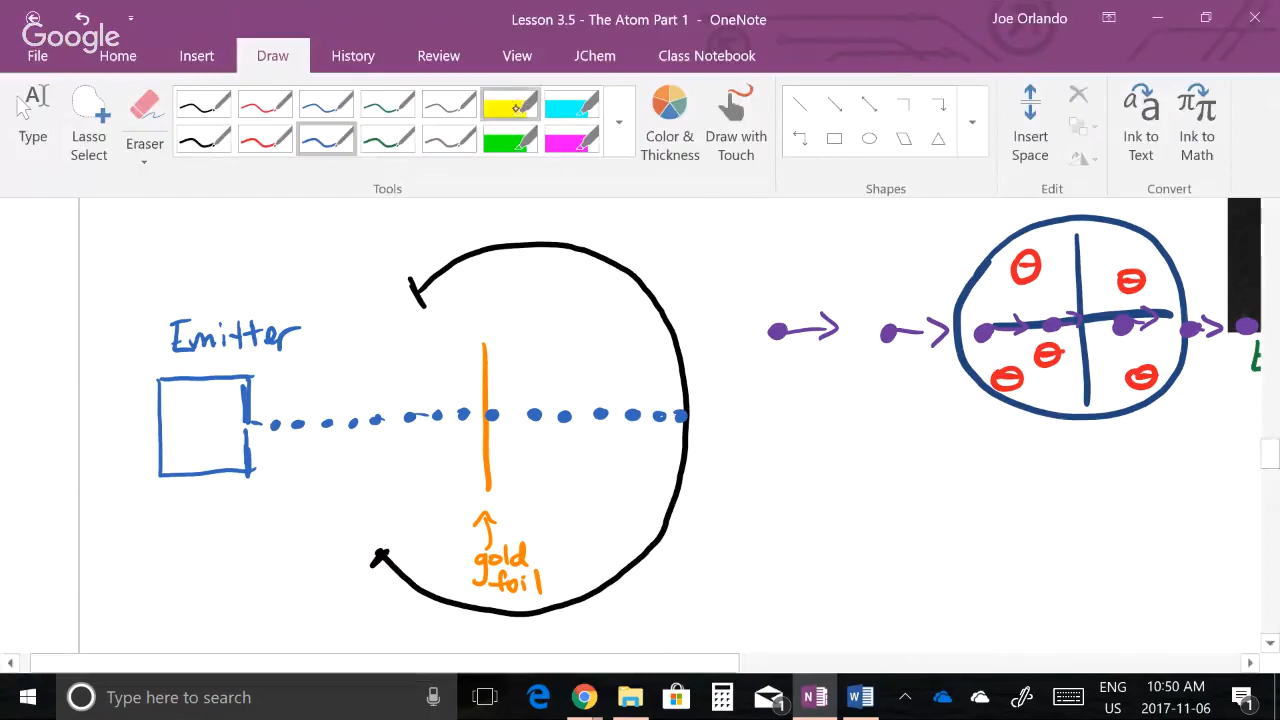 Lesson 3.5 - The Atom Part 1 - OneNote
Joe Orlando
Google
File Home Insert Draw History View JChem Class Notebook
Type
Lasso
Select
Eraser
Color &
Thickness
Draw with
Touch
Insert
Space
Ink to
Text
Ink to
Math
Tools
Shapes
Edit
Convert
Emitter
gold
foil
Type here to search
ENG
US
10:50 AM
2017-11-06
1
1